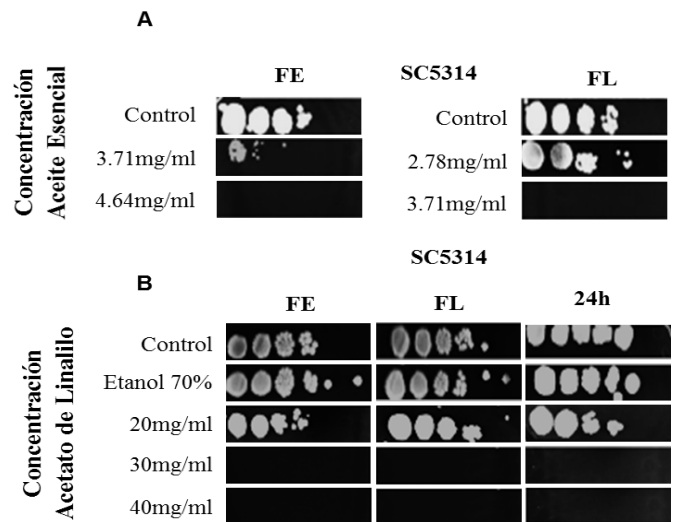 A
Concentración
Aceite Esencial
SC5314
FE
FL
Control
3.71mg/ml
4.64mg/ml
Control
2.78mg/ml
3.71mg/ml
SC5314
B
Concentración
Acetato de Linalilo
FE
FL
24h
Control
Etanol 70%
20mg/ml
30mg/ml
40mg/ml